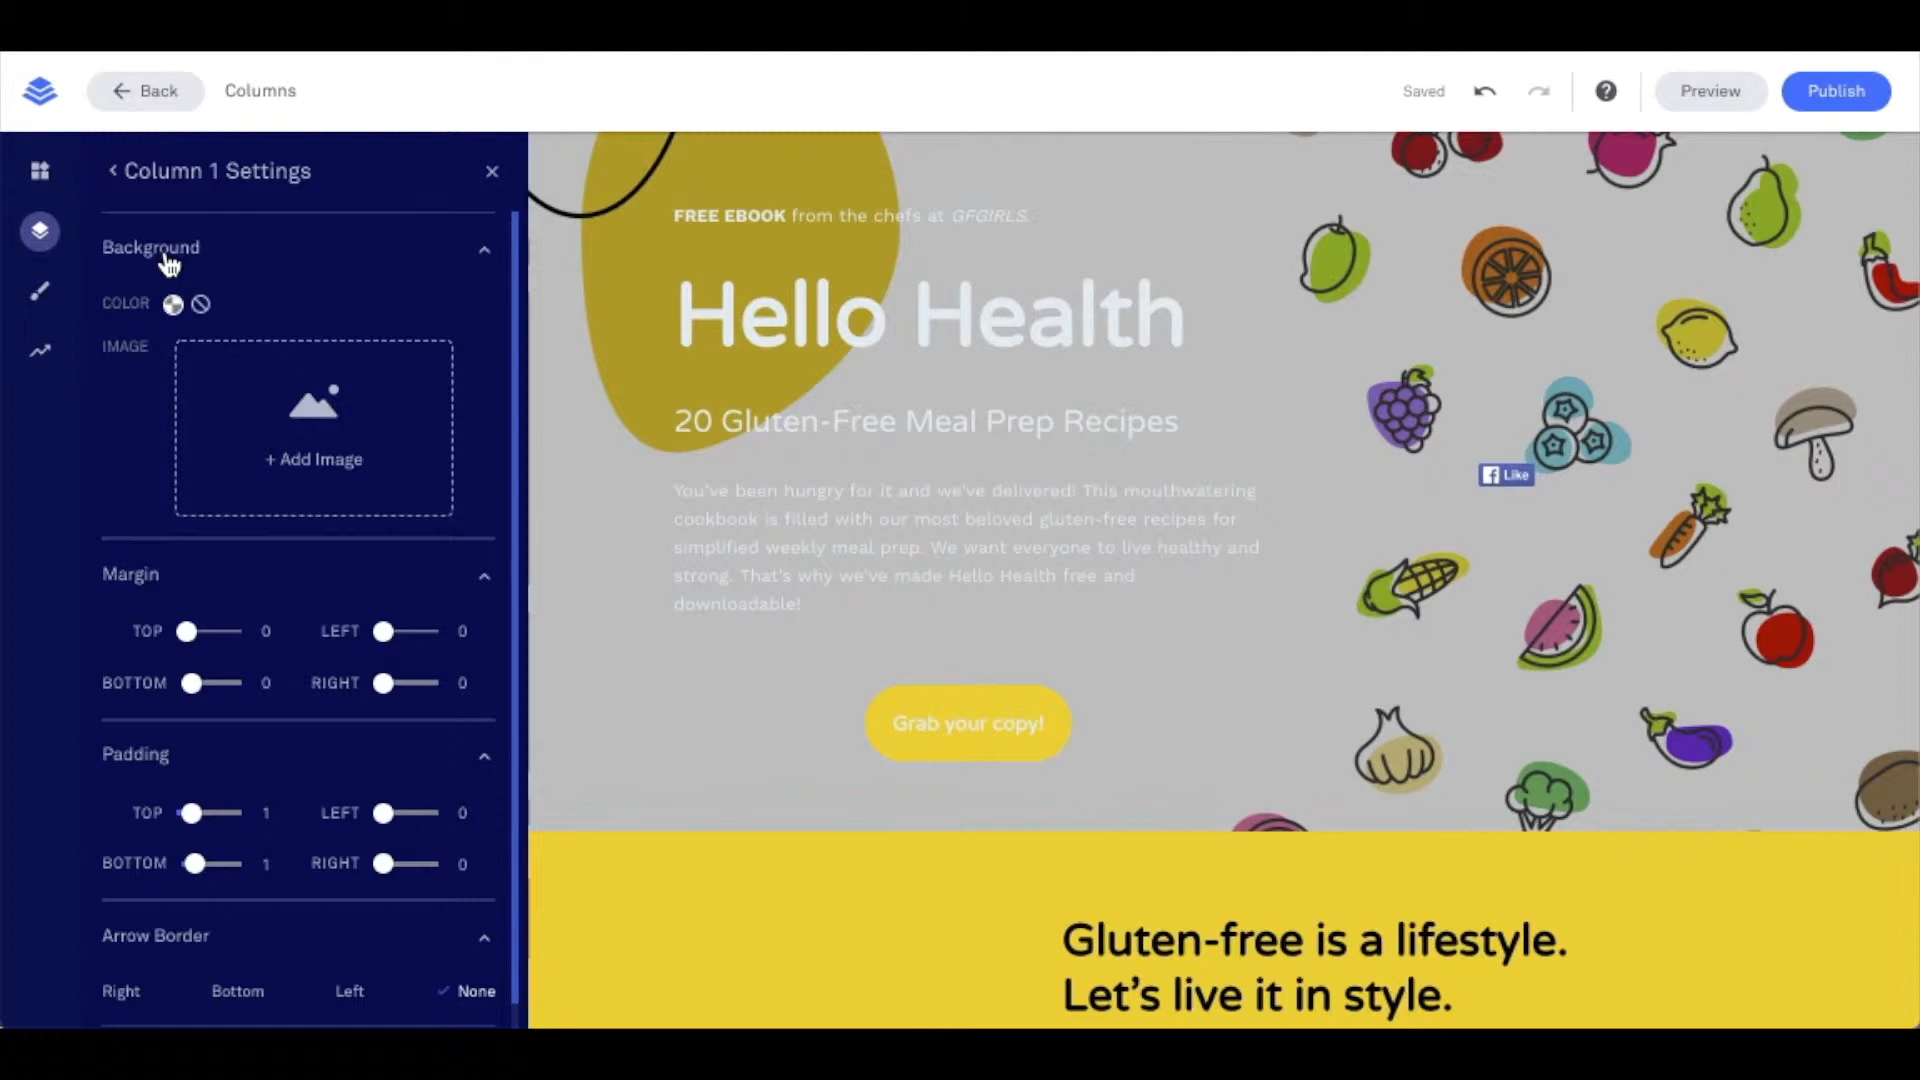 Back
Columns
Saved
?
Preview
Publish
Column 1 Settings
Background
COLOR
IMAGE
+ Add Image
Margin
TOP 0 LEFT 0
BOTTOM 0 RIGHT 0
Padding
TOP 1 LEFT 0
BOTTOM 1 RIGHT 0
Arrow Border
Right Bottom Left None
FREE EBOOK from the chefs at GFGIRLS.
Hello Health
20 Gluten-Free Meal Prep Recipes
You've been hungry for it and we've delivered! This mouthwatering
cookbook is filled with our most beloved gluten-free recipes for
simplified weekly meal prep. We want everyone to live healthy and
strong. That's why we've made Hello Health free and
downloadable!
Grab your copy!
f Like
Gluten-free is a lifestyle.
Let's live it in style.